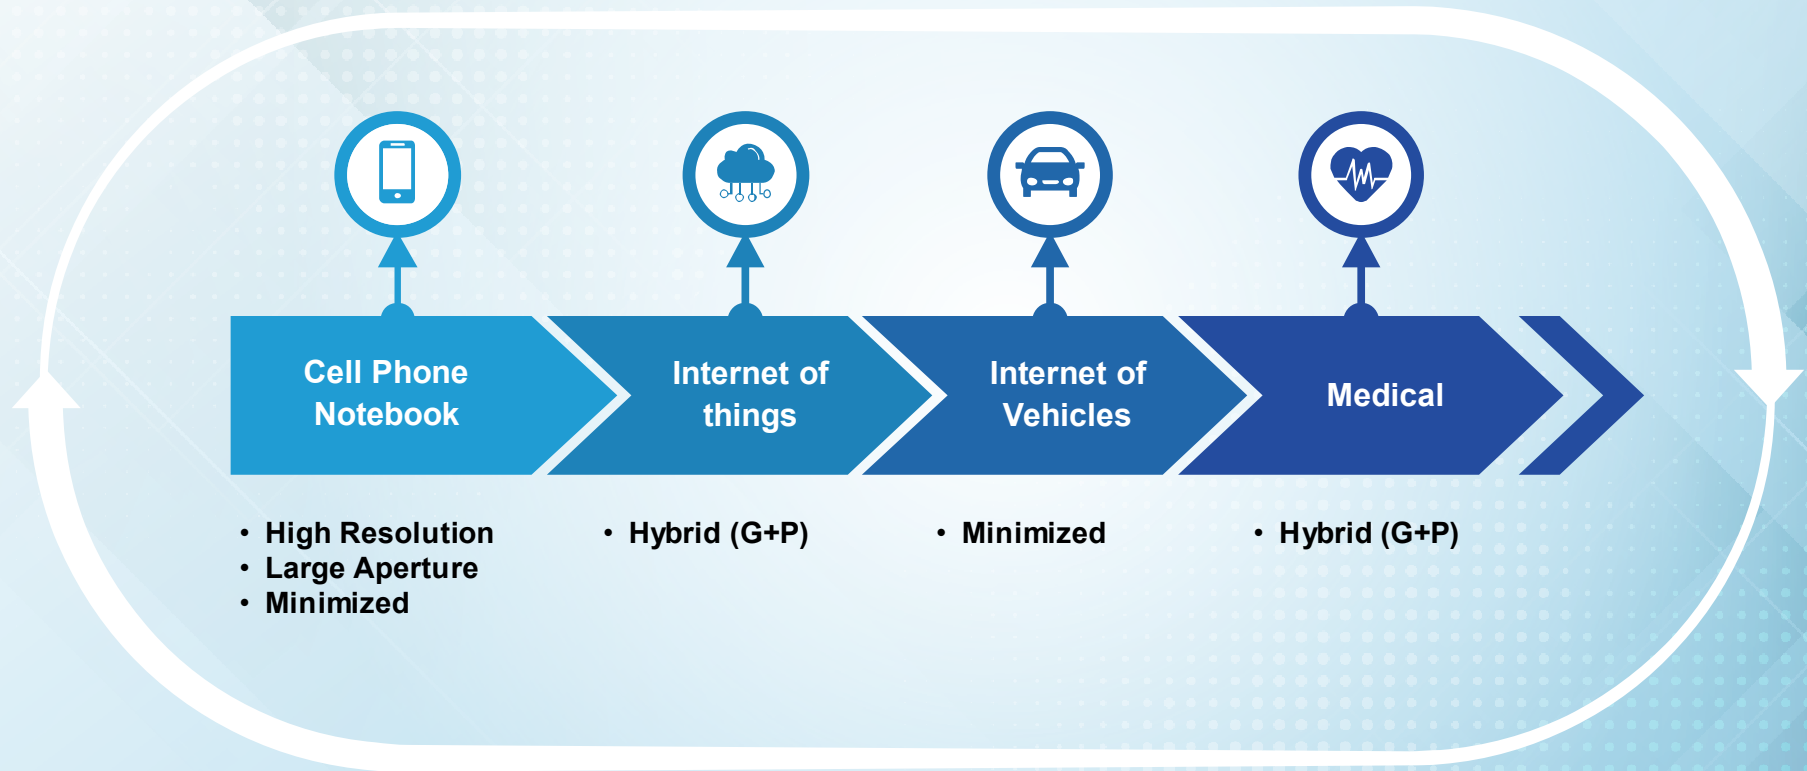 Cell Phone
Notebook
Internet of
things
Internet of
Vehicles
Medical
• High Resolution
• Large Aperture
• Minimized
• Hybrid (G+P)
• Minimized
• Hybrid (G+P)